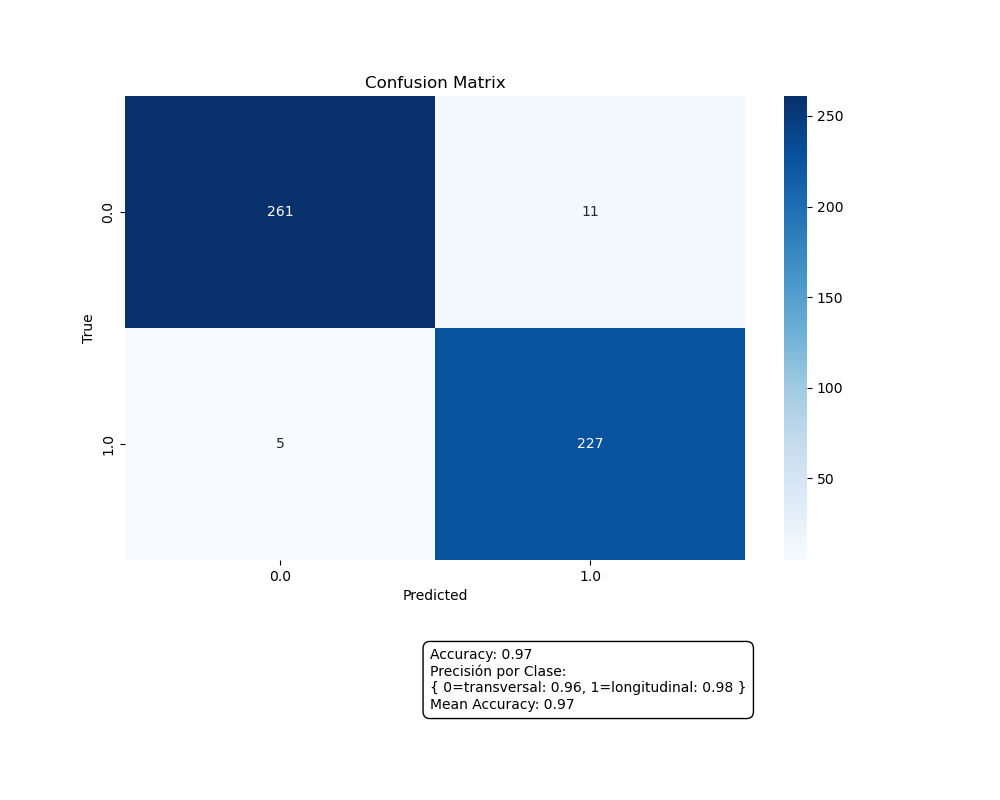 Confusion Matrix
250
200
150
100
50
0.0
261
11
True
1.0
5
227
0.0
1.0
Predicted
Accuracy: 0.97
Precisión por Clase:
{ 0=transversal: 0.96, 1=longitudinal: 0.98 }
Mean Accuracy: 0.97